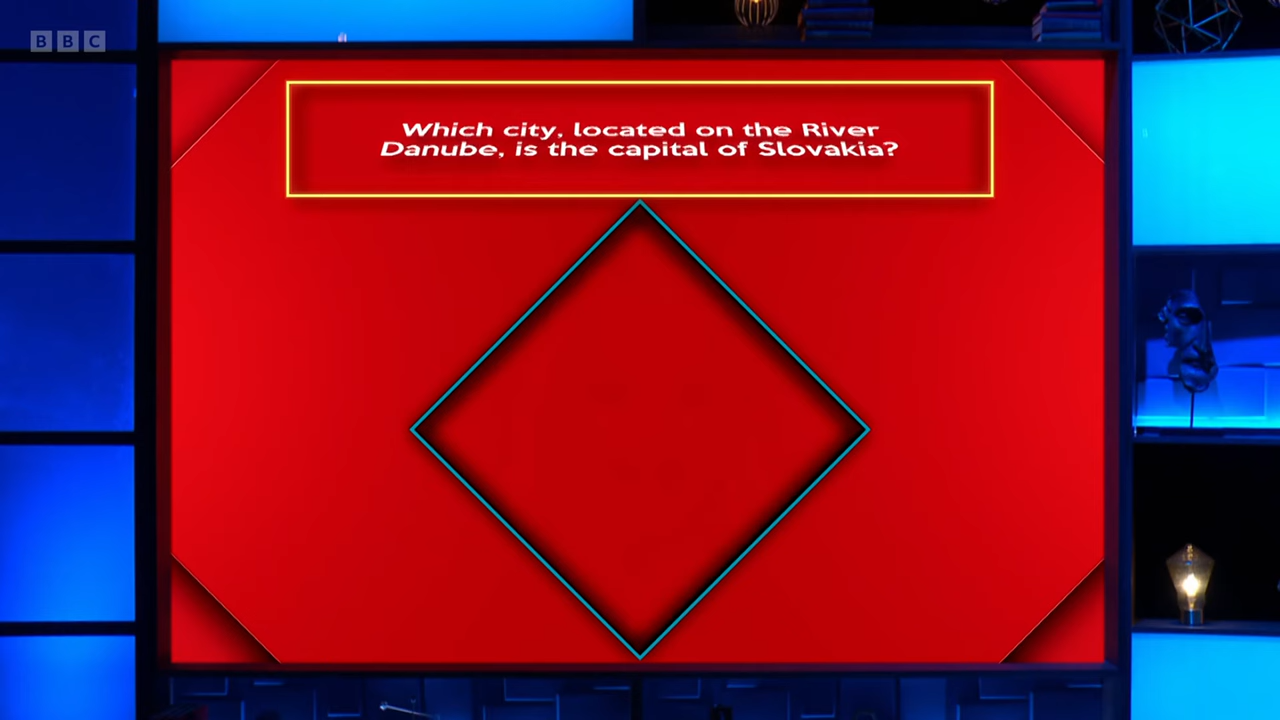 BBC
Which city, located on the River
Danube, is the capital of Slovakia?